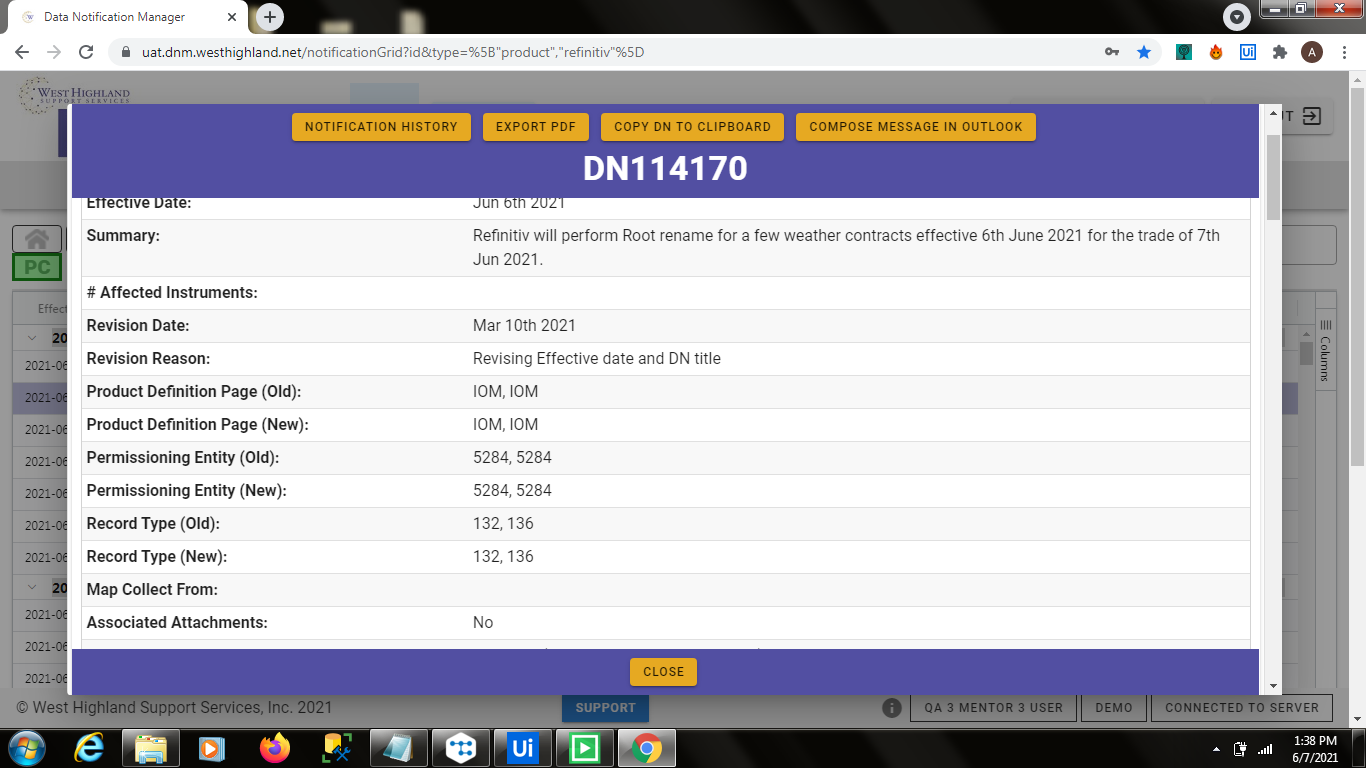 Data Notification Manager
uat.dnm.westhighland.net/notificationGrid?id&type=%5B"product","refinitiv"%5D
Ui
A
WEST HIGHLAND
SUPPORT SERVICES
NOTIFICATION HISTORY
EXPORT PDF
COPY DN TO CLIPBOARD
COMPOSE MESSAGE IN OUTLOOK
DN114170
Effective Date: Jun 6th 2021
Summary: Refinitiv will perform Root rename for a few weather contracts effective 6th June 2021 for the trade of 7th
Jun 2021.
# Affected Instruments:
Revision Date: Mar 10th 2021
Revision Reason: Revising Effective date and DN title
Product Definition Page (Old): IOM, IOM
Product Definition Page (New): IOM, IOM
Permissioning Entity (Old): 5284, 5284
Permissioning Entity (New): 5284, 5284
Record Type (Old): 132, 136
Record Type (New): 132, 136
Map Collect From:
Associated Attachments: No
CLOSE
PC
Effect
20
2021-06
2021-06
2021-06
2021-06
2021-06
2021-06
2021-06
20
2021-06
2021-06
2021-06
Columns
© West Highland Support Services, Inc. 2021
SUPPORT
QA 3 MENTOR 3 USER
DEMO
CONNECTED TO SERVER
Ui
1:38 PM
6/7/2021